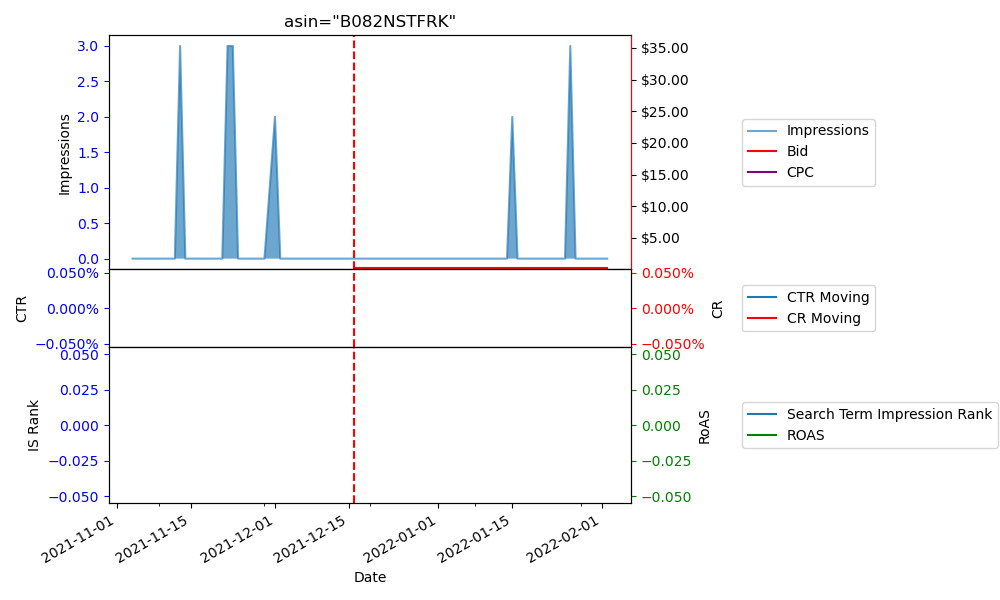 asin="B082NSTFRK"
Impressions
3.0
2.5
2.0
1.5
1.0
0.5
0.0
$35.00
$30.00
$25.00
$20.00
$15.00
$10.00
$5.00
Impressions
Bid
CPC
CTR
0.050%
0.000%
−0.050%
0.050%
0.000%
−0.050%
CR
CTR Moving
CR Moving
IS Rank
0.050
0.025
0.000
−0.025
−0.050
0.050
0.025
0.000
−0.025
−0.050
RoAS
Search Term Impression Rank
ROAS
2021-11-01
2021-11-15
2021-12-01
2021-12-15
2022-01-01
2022-01-15
2022-02-01
Date